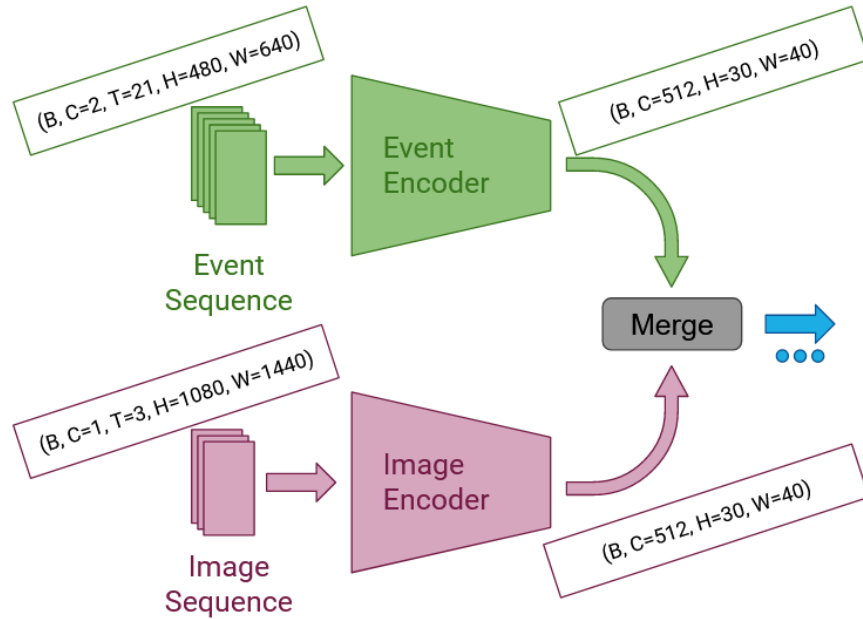 (B, C=2, T=21, H=480, W=640)
(B, C=512, H=30, W=40)
Event
Encoder
Event
Sequence
Merge
(B, C=1, T=3, H=1080, W=1440)
Image
Encoder
(B, C=512, H=30, W=40)
Image
Sequence